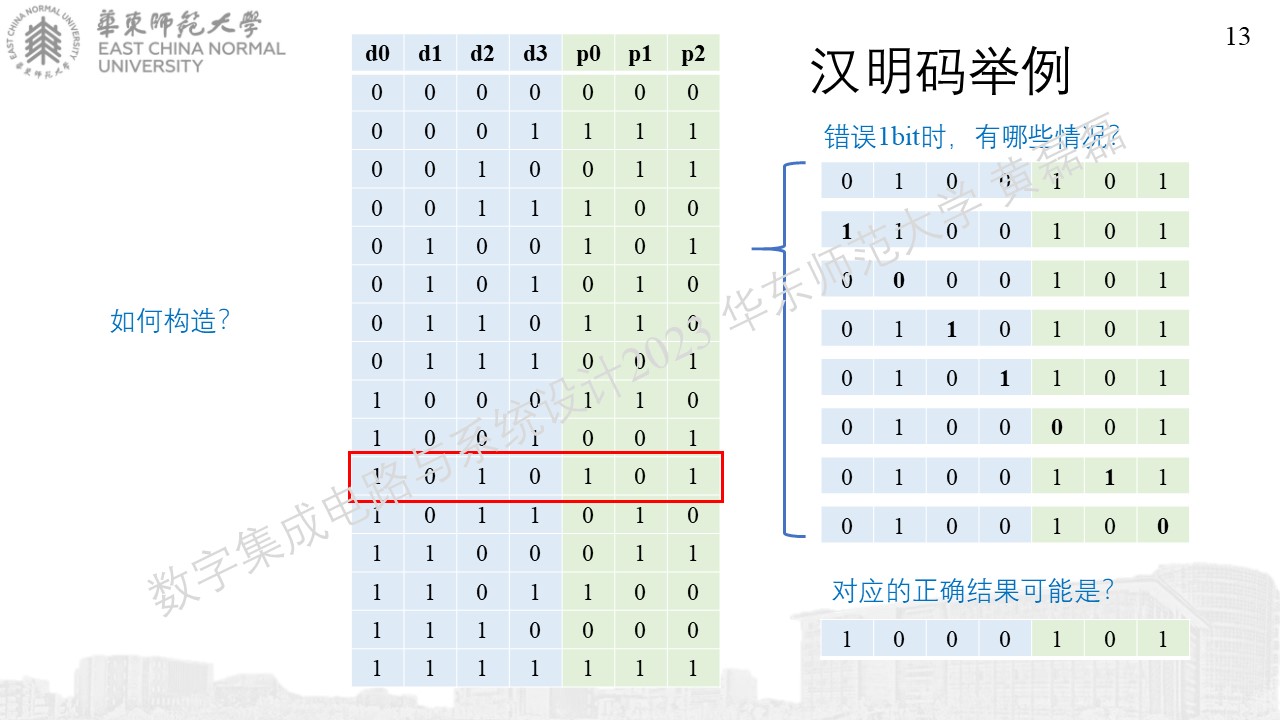 華東師范大學
EAST CHINA NORMAL
UNIVERSITY
EAST CHINA NORMAL UNIVERSITY
華東師范大學
13
汉明码举例
如何构造？
d0 d1 d2 d3 p0 p1 p2
0 0 0 0 0 0 0
0 0 0 1 1 1 1
0 0 1 0 0 1 1
0 0 1 1 1 0 0
0 1 0 0 1 0 1
0 1 0 1 0 1 0
0 1 1 0 1 1 0
0 1 1 1 0 0 1
1 0 0 0 1 1 0
1 0 0 1 0 0 1
1 0 1 0 1 0 1
1 0 1 1 0 1 0
1 1 0 0 0 1 1
1 1 0 1 1 0 0
1 1 1 0 0 0 0
1 1 1 1 1 1 1
错误1bit时，有哪些情况？
0 1 0 0 1 0 1
1 1 0 0 1 0 1
0 0 0 0 1 0 1
0 1 1 0 1 0 1
0 1 0 1 1 0 1
0 1 0 0 0 0 1
0 1 0 0 1 1 1
0 1 0 0 1 0 0
对应的正确结果可能是？
1 0 0 0 1 0 1
数字集成电路与系统设计2023 华东师范大学 黄磊磊